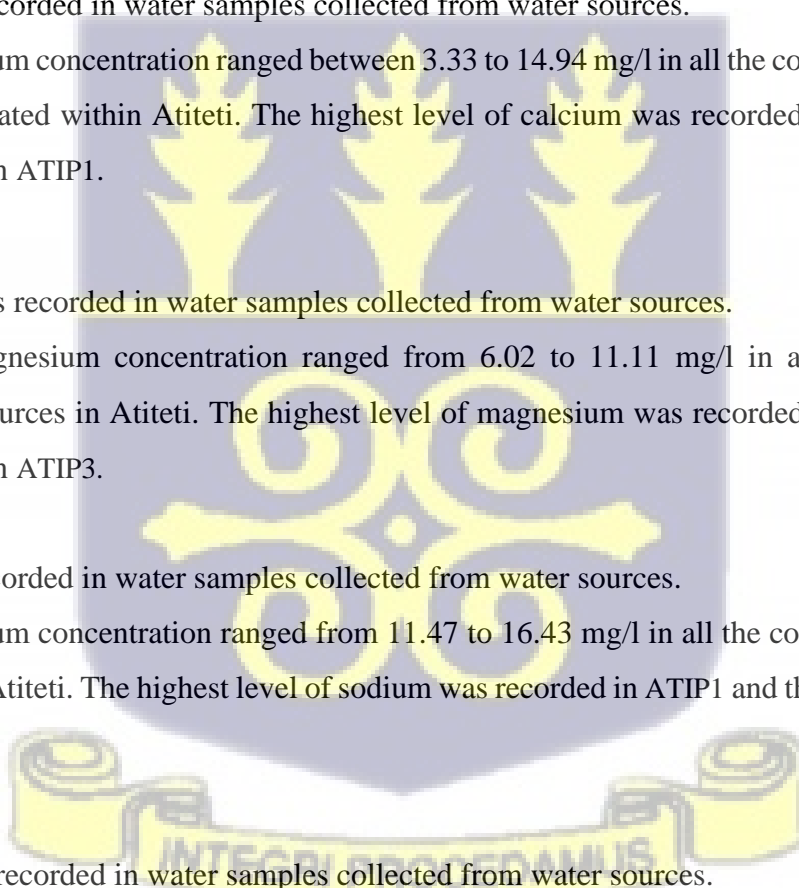 corded in water samples collected from water sources.
um concentration ranged between 3.33 to 14.94 mg/l in all the co
ated within Atiteti. The highest level of calcium was recorded
n ATIP1.
s recorded in water samples collected from water sources.
gnesium concentration ranged from 6.02 to 11.11 mg/l in a
urces in Atiteti. The highest level of magnesium was recorded
n ATIP3.
orded in water samples collected from water sources.
um concentration ranged from 11.47 to 16.43 mg/l in all the co
Atiteti. The highest level of sodium was recorded in ATIP1 and th
INTEGRI PROCEDAMUS
recorded in water samples collected from water sources.